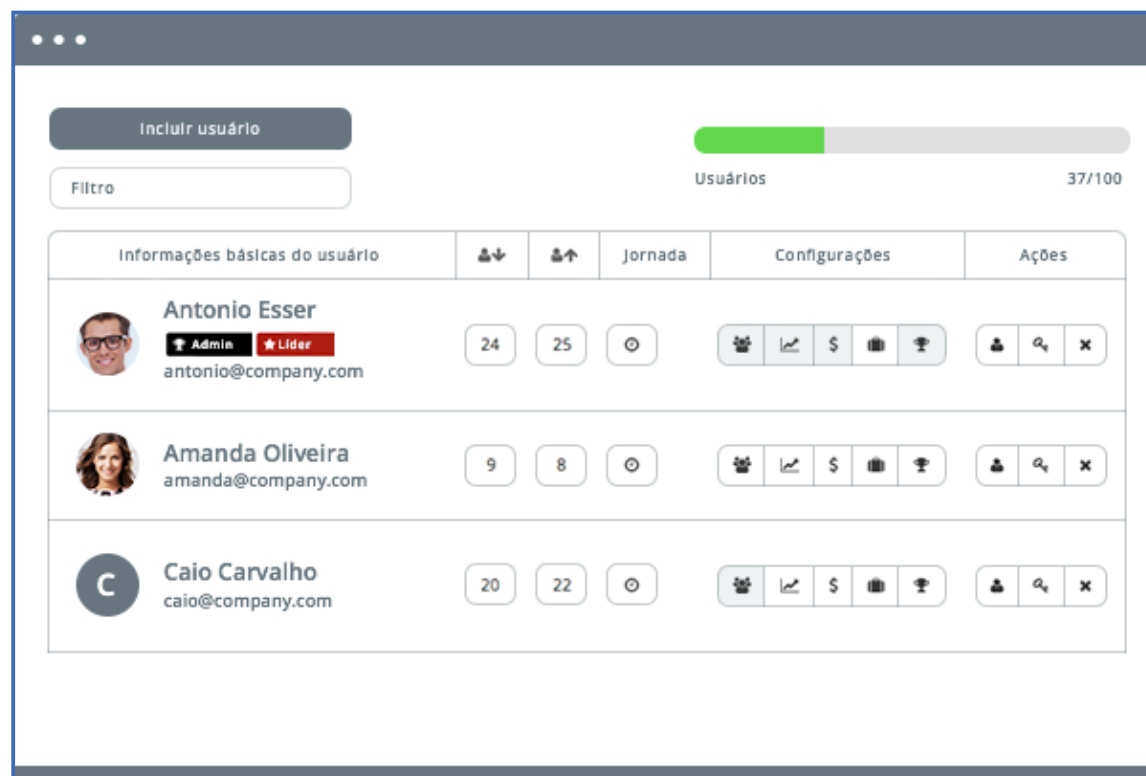 Incluir usuário
Filtro
Usuários 37/100
Informações básicas do usuário Jornada Configurações Ações
Antonio Esser
Admin Líder
antonio@company.com
24 25 $
Amanda Oliveira
amanda@company.com
9 8 $
C Caio Carvalho
caio@company.com
20 22 $